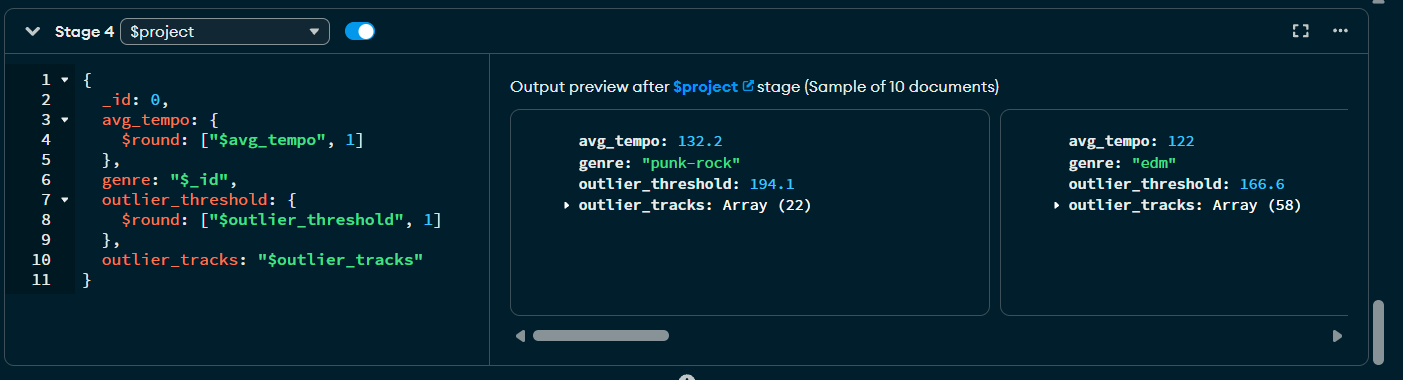 Stage 4 $project
1 {
2 _id: 0,
3 avg_tempo: {
4 $round: ["$avg_tempo", 1]
5 },
6 genre: "$_id",
7 outlier_threshold: {
8 $round: ["$outlier_threshold", 1]
9 },
10 outlier_tracks: "$outlier_tracks"
11 }
Output preview after $project stage (Sample of 10 documents)
avg_tempo: 132.2
genre: "punk-rock"
outlier_threshold: 194.1
outlier_tracks: Array (22)
avg_tempo: 122
genre: "edm"
outlier_threshold: 166.6
outlier_tracks: Array (58)